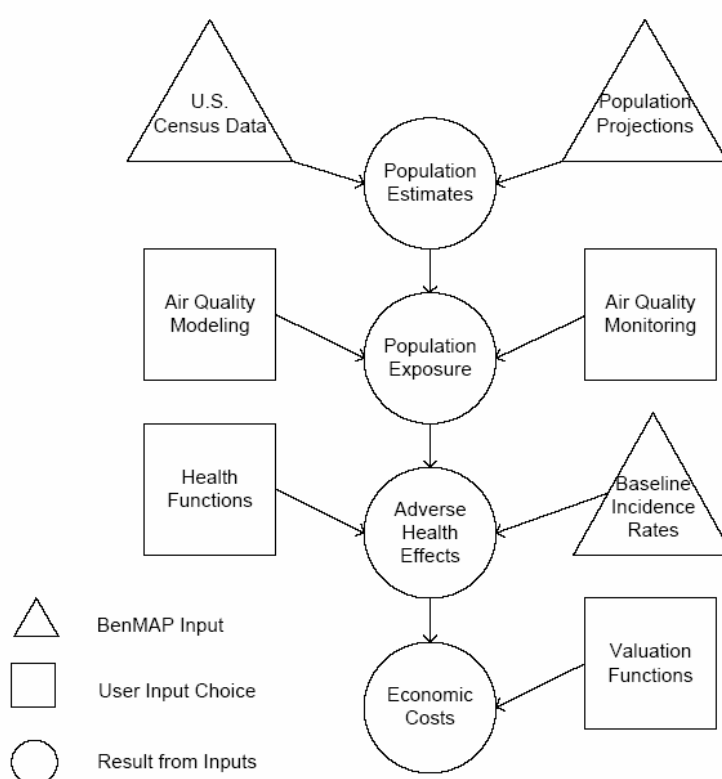 U.S.
Census Data
Population
Projections
Population
Estimates
Air Quality
Modeling
Air Quality
Monitoring
Population
Exposure
Health
Functions
Baseline
Incidence
Rates
Adverse
Health
Effects
BenMAP Input
Valuation
Functions
User Input Choice
Economic
Costs
Result from Inputs